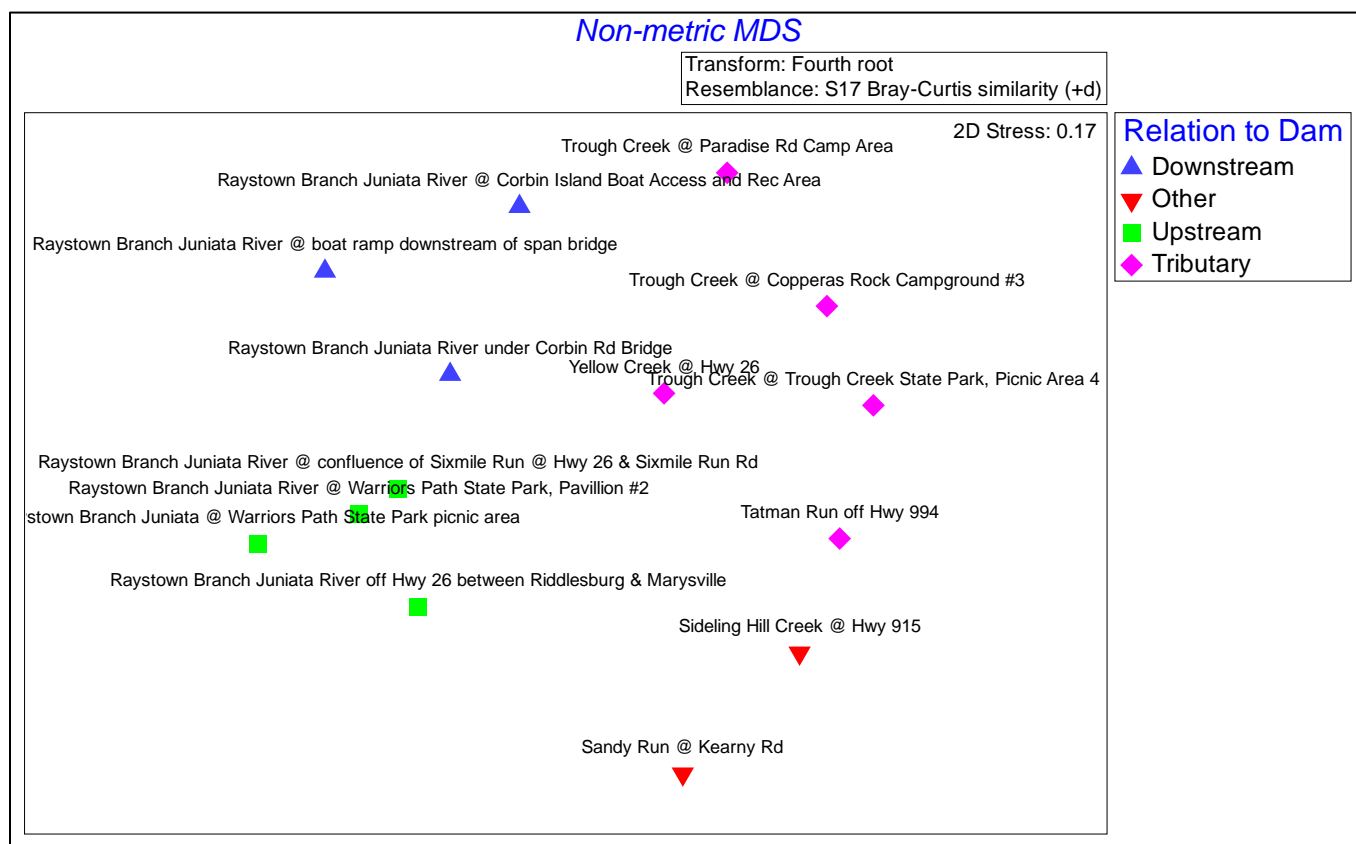 Non-metric MDS
Transform: Fourth root
Resemblance: S17 Bray-Curtis similarity (+d)
2D Stress: 0.17
Relation to Dam
Downstream
Other
Upstream
Tributary
Trough Creek @ Paradise Rd Camp Area
Raystown Branch Juniata River @ Corbin Island Boat Access and Rec Area
Raystown Branch Juniata River @ boat ramp downstream of span bridge
Trough Creek @ Copperas Rock Campground #3
Raystown Branch Juniata River under Corbin Rd Bridge
Yellow Creek @ Hwy 26
Trough Creek @ Trough Creek State Park, Picnic Area 4
Raystown Branch Juniata River @ confluence of Sixmile Run @ Hwy 26 & Sixmile Run Rd
Raystown Branch Juniata River @ Warriors Path State Park, Pavillion #2
stown Branch Juniata @ Warriors Path State Park picnic area
Tatman Run off Hwy 994
Raystown Branch Juniata River off Hwy 26 between Riddlesburg & Marysville
Sideling Hill Creek @ Hwy 915
Sandy Run @ Kearny Rd